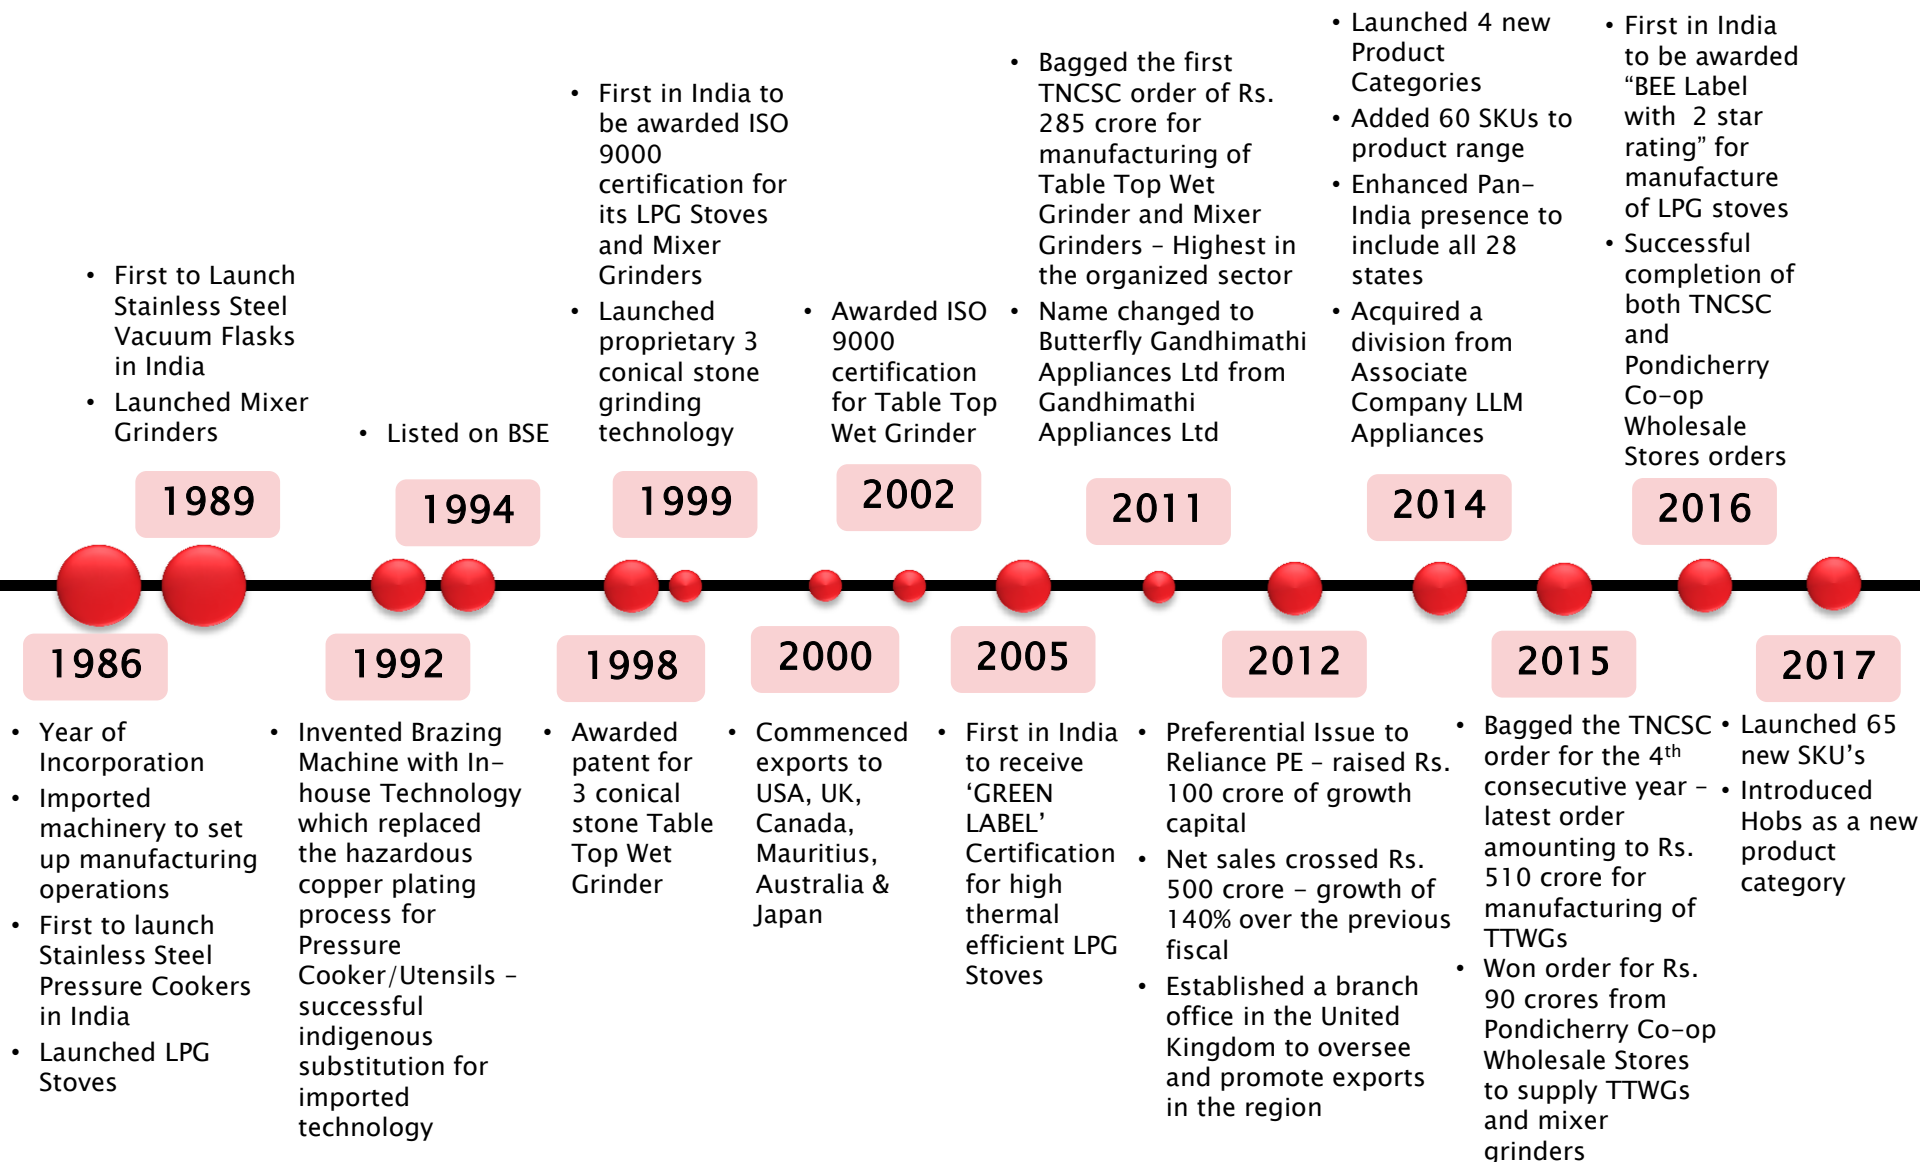 • First to Launch
Stainless Steel
Vacuum Flasks
in India
• Launched Mixer
Grinders
1989
• Listed on BSE
1994
• First in India to
be awarded ISO
9000
certification for
its LPG Stoves
and Mixer
Grinders
• Launched
proprietary 3
conical stone
grinding
technology
1999
• Awarded ISO
9000
certification
for Table Top
Wet Grinder
2002
• Bagged the first
TNCSC order of Rs.
285 crore for
manufacturing of
Table Top Wet
Grinder and Mixer
Grinders – Highest in
the organized sector
• Name changed to
Butterfly Gandhimathi
Appliances Ltd from
Gandhimathi
Appliances Ltd
2011
• Launched 4 new
Product
Categories
• Added 60 SKUs to
product range
• Enhanced Pan–
India presence to
include all 28
states
• Acquired a
division from
Associate
Company LLM
Appliances
2014
• First in India
to be awarded
“BEE Label
with  2 star
rating” for
manufacture
of LPG stoves
• Successful
completion of
both TNCSC
and
Pondicherry
Co–op
Wholesale
Stores orders
2016
1986
• Year of
Incorporation
• Imported
machinery to set
up manufacturing
operations
• First to launch
Stainless Steel
Pressure Cookers
in India
• Launched LPG
Stoves
1992
• Invented Brazing
Machine with In–
house Technology
which replaced
the hazardous
copper plating
process for
Pressure
Cooker/Utensils –
successful
indigenous
substitution for
imported
technology
1998
• Awarded
patent for
3 conical
stone Table
Top Wet
Grinder
2000
• Commenced
exports to
USA, UK,
Canada,
Mauritius,
Australia &
Japan
2005
• First in India
to receive
‘GREEN
LABEL’
Certification
for high
thermal
efficient LPG
Stoves
2012
• Preferential Issue to
Reliance PE – raised Rs.
100 crore of growth
capital
• Net sales crossed Rs.
500 crore – growth of
140% over the previous
fiscal
• Established a branch
office in the United
Kingdom to oversee
and promote exports
in the region
2015
• Bagged the TNCSC
order for the 4th
consecutive year –
latest order
amounting to Rs.
510 crore for
manufacturing of
TTWGs
• Won order for Rs.
90 crores from
Pondicherry Co–op
Wholesale Stores
to supply TTWGs
and mixer
grinders
2017
• Launched 65
new SKU’s
• Introduced
Hobs as a new
product
category